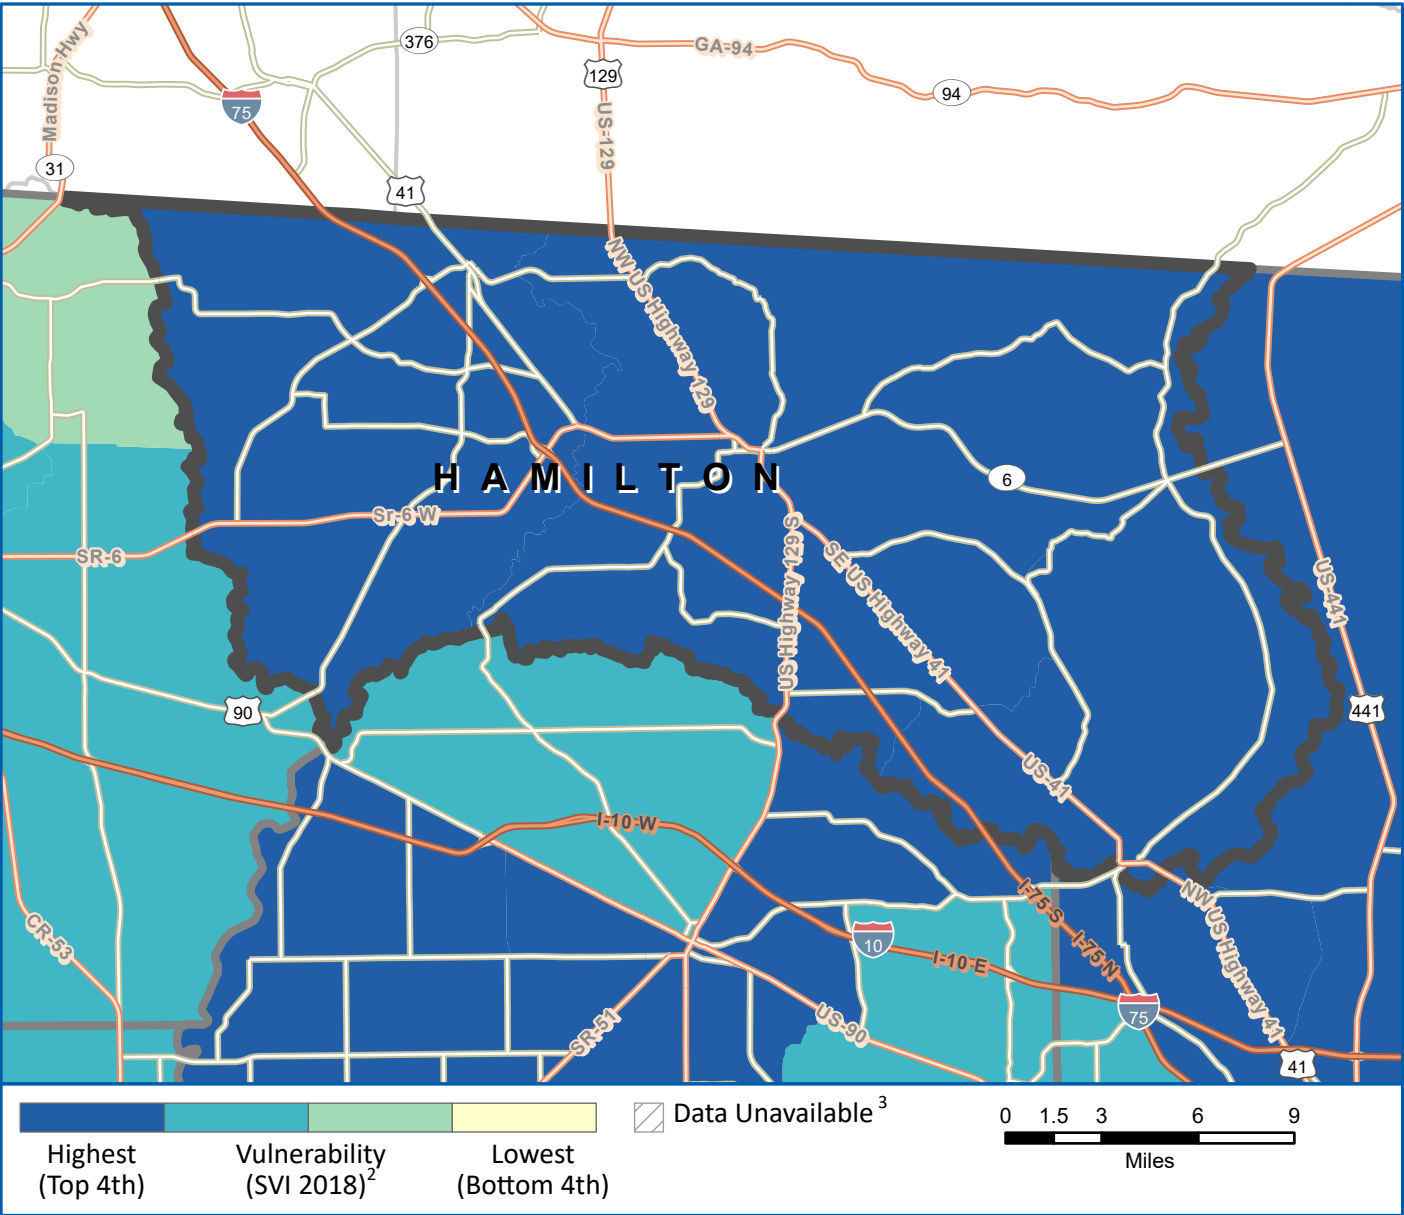 376
GA-94
Madison Hwy
129
75
94
US-129
31
41
NW US Highway 129
HAMILTON
6
Sr-6 W
SR-6
US Highway 129 S
SE US Highway 41
US-441
90
441
US-41
I-10 W
I-75-S
NW US Highway 41
CR-53
10
I-10 E
I-75-N
75
SR-51
US-90
41
Highest
(Top 4th)
Vulnerability
(SVI 2018)2
Lowest
(Bottom 4th)
Data Unavailable 3
0 1.5 3 6 9
Miles